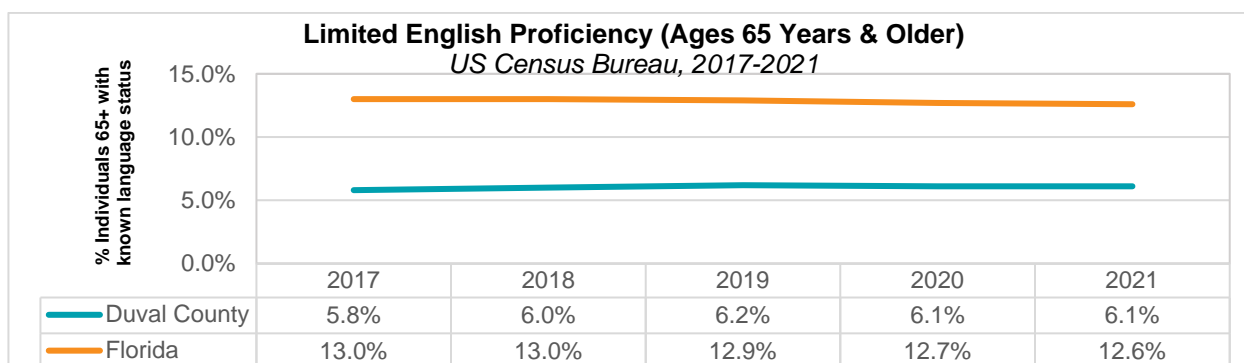 Limited English Proficiency (Ages 65 Years & Older)
US Census Bureau, 2017-2021
% Individuals 65+ with
known language status
15.0%
10.0%
5.0%
0.0%
2017 2018 2019 2020 2021
Duval County 5.8% 6.0% 6.2% 6.1% 6.1%
Florida 13.0% 13.0% 12.9% 12.7% 12.6%